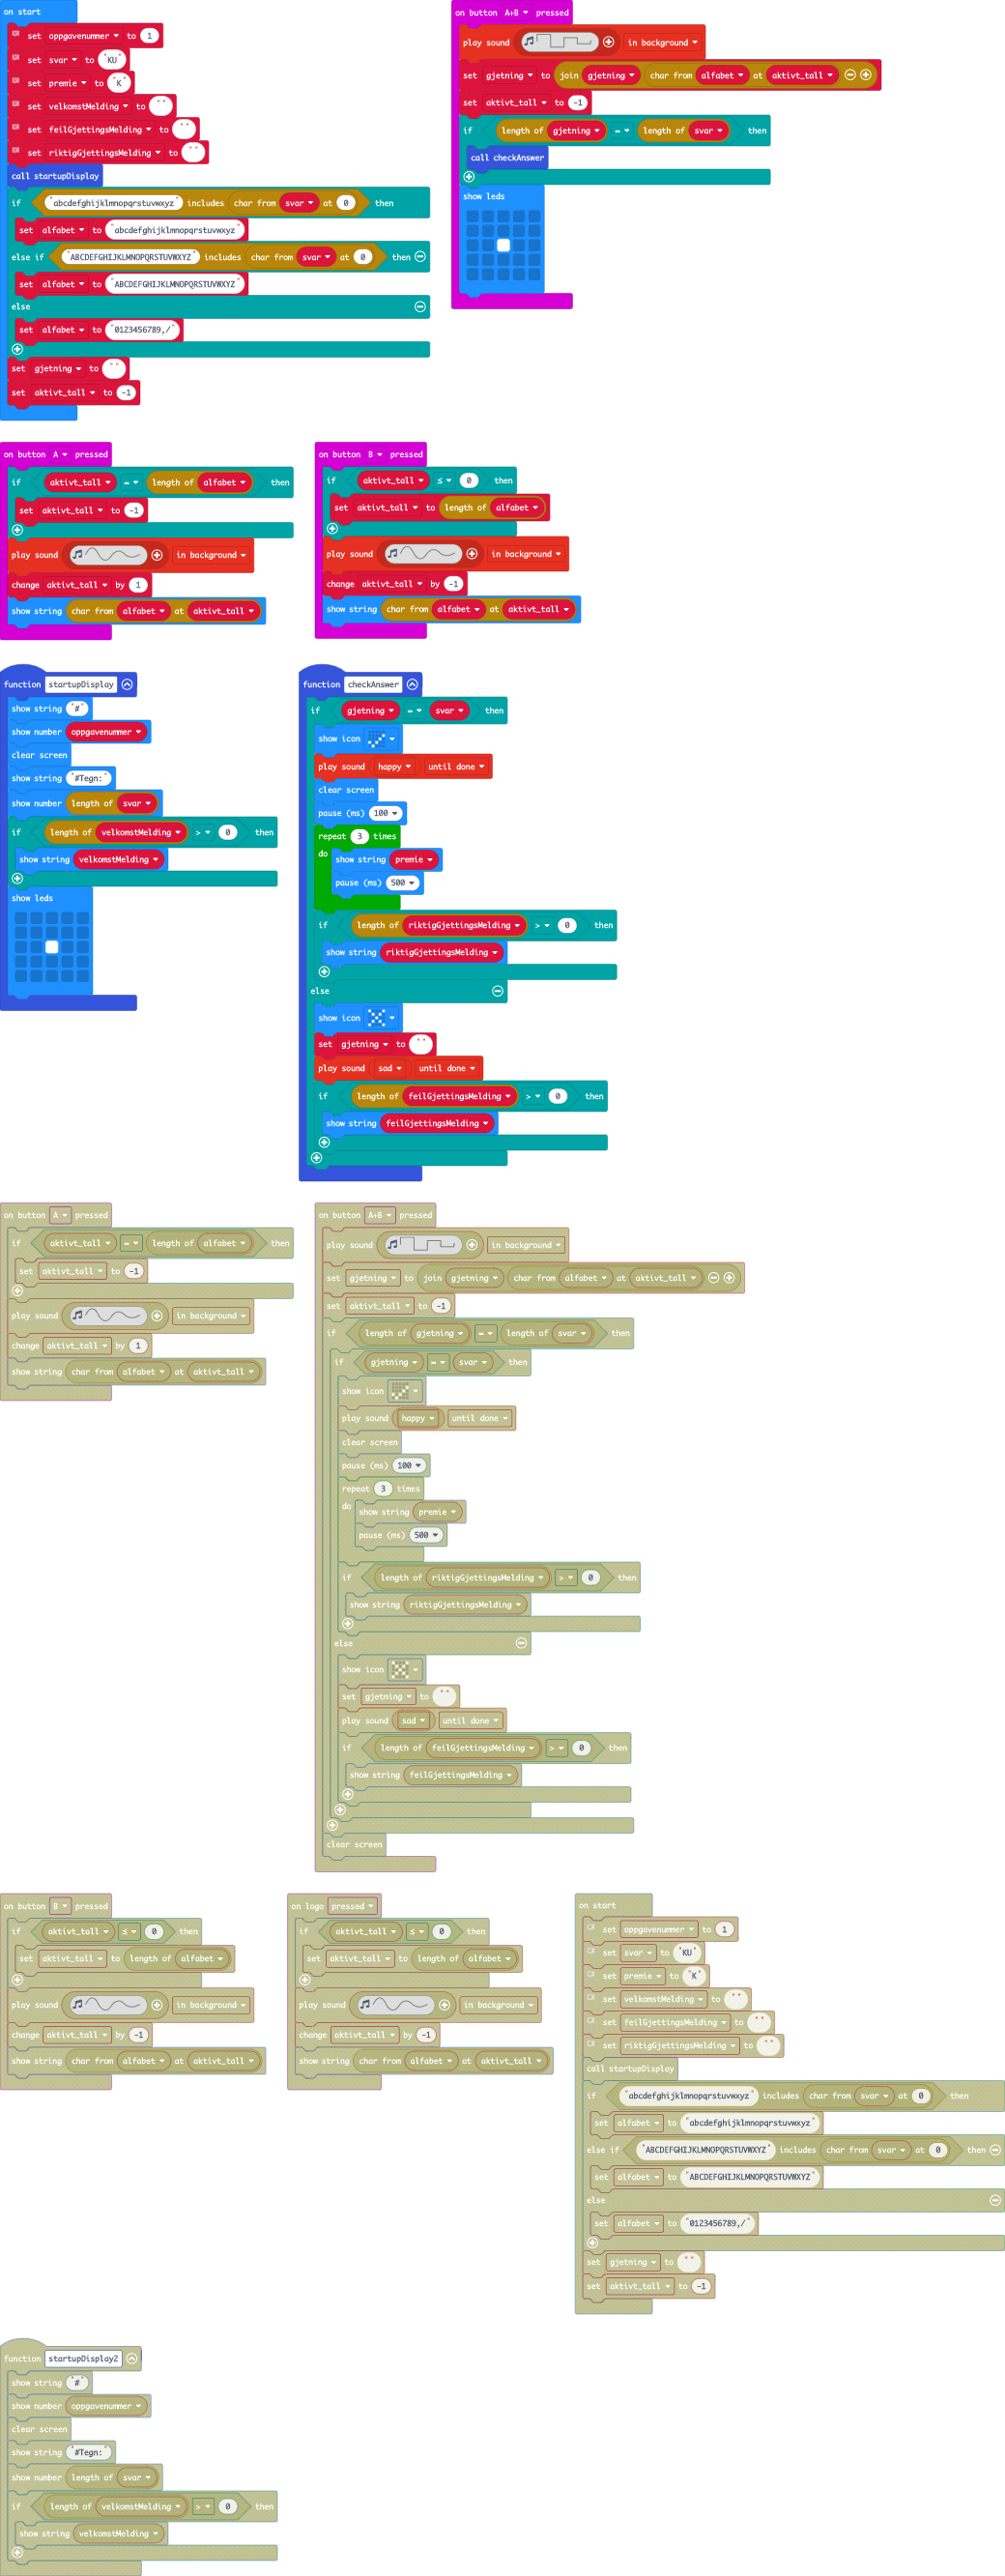 on start
set oppgavenummer to 1
set svar to "KU"
set premie to "K"
set velkomstMelding to " "
set feilGjettingsMelding to " "
set riktigGjettingsMelding to " "
call startupDisplay
if "abcdefghijklmnopqrstuvwxyz" includes char from svar at 0 then
set alfabet to "abcdefghijklmnopqrstuvwxyz"
else if "ABCDEFGHIJKLMNOPQRSTUVWXYZ" includes char from svar at 0 then
set alfabet to "ABCDEFGHIJKLMNOPQRSTUVWXYZ"
else
set alfabet to "0123456789,/"
set gjetning to " "
set aktivt_tall to -1
on button A+B pressed
play sound in background
set gjetning to join gjetning char from alfabet at aktivt_tall
set aktivt_tall to -1
if length of gjetning = length of svar then
call checkAnswer
show leds
on button A pressed
if aktivt_tall = length of alfabet then
set aktivt_tall to -1
play sound in background
change aktivt_tall by 1
show string char from alfabet at aktivt_tall
on button B pressed
if aktivt_tall ≤ 0 then
set aktivt_tall to length of alfabet
play sound in background
change aktivt_tall by -1
show string char from alfabet at aktivt_tall
function startupDisplay
show string "#"
show number oppgavenummer
clear screen
show string "#Tegn:"
show number length of svar
if length of velkomstMelding > 0 then
show string velkomstMelding
show leds
function checkAnswer
if gjetning = svar then
show icon
play sound happy until done
clear screen
pause (ms) 100
repeat 3 times
do show string premie
pause (ms) 500
if length of riktigGjettingsMelding > 0 then
show string riktigGjettingsMelding
else
show icon
set gjetning to " "
play sound sad until done
if length of feilGjettingsMelding > 0 then
show string feilGjettingsMelding
on button A pressed
if aktivt_tall = length of alfabet then
set aktivt_tall to -1
play sound in background
change aktivt_tall by 1
show string char from alfabet at aktivt_tall
on button A+B pressed
play sound in background
set gjetning to join gjetning char from alfabet at aktivt_tall
set aktivt_tall to -1
if length of gjetning = length of svar then
if gjetning = svar then
show icon
play sound happy until done
clear screen
pause (ms) 100
repeat 3 times
do show string premie
pause (ms) 500
if length of riktigGjettingsMelding > 0 then
show string riktigGjettingsMelding
else
show icon
set gjetning to " "
play sound sad until done
if length of feilGjettingsMelding > 0 then
show string feilGjettingsMelding
clear screen
on button B pressed
if aktivt_tall ≤ 0 then
set aktivt_tall to length of alfabet
play sound in background
change aktivt_tall by -1
show string char from alfabet at aktivt_tall
on logo pressed
if aktivt_tall ≤ 0 then
set aktivt_tall to length of alfabet
play sound in background
change aktivt_tall by -1
show string char from alfabet at aktivt_tall
on start
set oppgavenummer to 1
set svar to "KU"
set premie to "K"
set velkomstMelding to " "
set feilGjettingsMelding to " "
set riktigGjettingsMelding to " "
call startupDisplay
if "abcdefghijklmnopqrstuvwxyz" includes char from svar at 0 then
set alfabet to "abcdefghijklmnopqrstuvwxyz"
else if "ABCDEFGHIJKLMNOPQRSTUVWXYZ" includes char from svar at 0 then
set alfabet to "ABCDEFGHIJKLMNOPQRSTUVWXYZ"
else
set alfabet to "0123456789,/"
set gjetning to " "
set aktivt_tall to -1
function startupDisplay2
show string "#"
show number oppgavenummer
clear screen
show string "#Tegn:"
show number length of svar
if length of velkomstMelding > 0 then
show string velkomstMelding